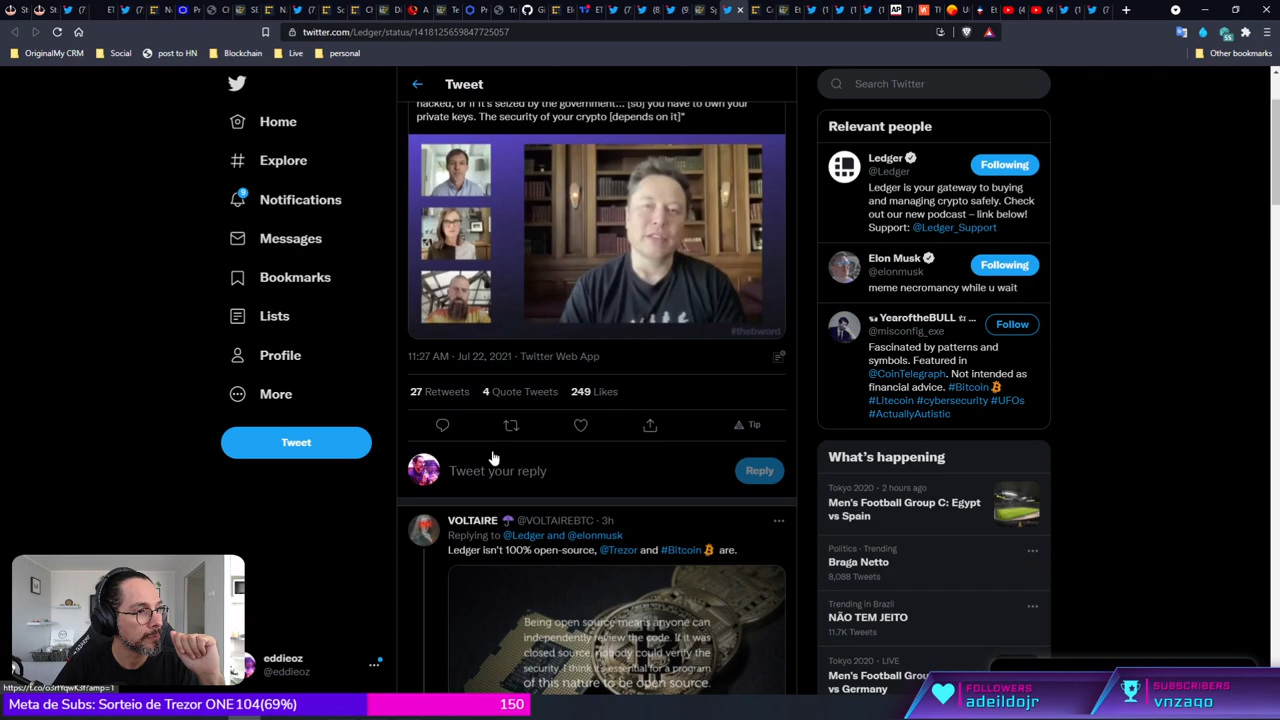 twitter.com/Ledger/status/1418125659847725057
OriginalMy CRM
Social
post to HN
Blockchain
Live
personal
Other bookmarks
Home
Explore
9
Notifications
Messages
Bookmarks
Lists
Profile
More
Tweet
eddieoz
@eddieoz
Tweet
hacked, or if it's seized by the government... [so] you have to own your
private keys. The security of your crypto [depends on it]"
#thebword
11:27 AM · Jul 22, 2021 · Twitter Web App
27 Retweets 4 Quote Tweets 249 Likes
Tip
Tweet your reply
Reply
VOLTAIRE @VOLTAIREBTC · 3h
Replying to @Ledger and @elonmusk
Ledger isn't 100% open-source, @Trezor and #Bitcoin are.
Being open source means anyone can
independently review the code. If it was
closed source, nobody could verify the
security. I think it's essential for a program
of this nature to be open source.
Search Twitter
Relevant people
Ledger
@Ledger
Following
Ledger is your gateway to buying
and managing crypto safely. Check
out our new podcast – link below!
Support: @Ledger_Support
Elon Musk
@elonmusk
Following
meme necromancy while u wait
YearoftheBULL ...
@misconfig_exe
Follow
Fascinated by patterns and
symbols. Featured in
@CoinTelegraph. Not intended as
financial advice. #Bitcoin
#Litecoin #cybersecurity #UFOs
#ActuallyAutistic
What's happening
Tokyo 2020 · 2 hours ago
Men's Football Group C: Egypt
vs Spain
Politics · Trending
Braga Netto
8,088 Tweets
Trending in Brazil
NÃO TEM JEITO
11.7K Tweets
Tokyo 2020 · LIVE
Men's Football Grou
vs Germany
Meta de Subs: Sorteio de Trezor ONE 104(69%)
150
FOLLOWERS
adeildojr
SUBSCRIBERS
vnzago